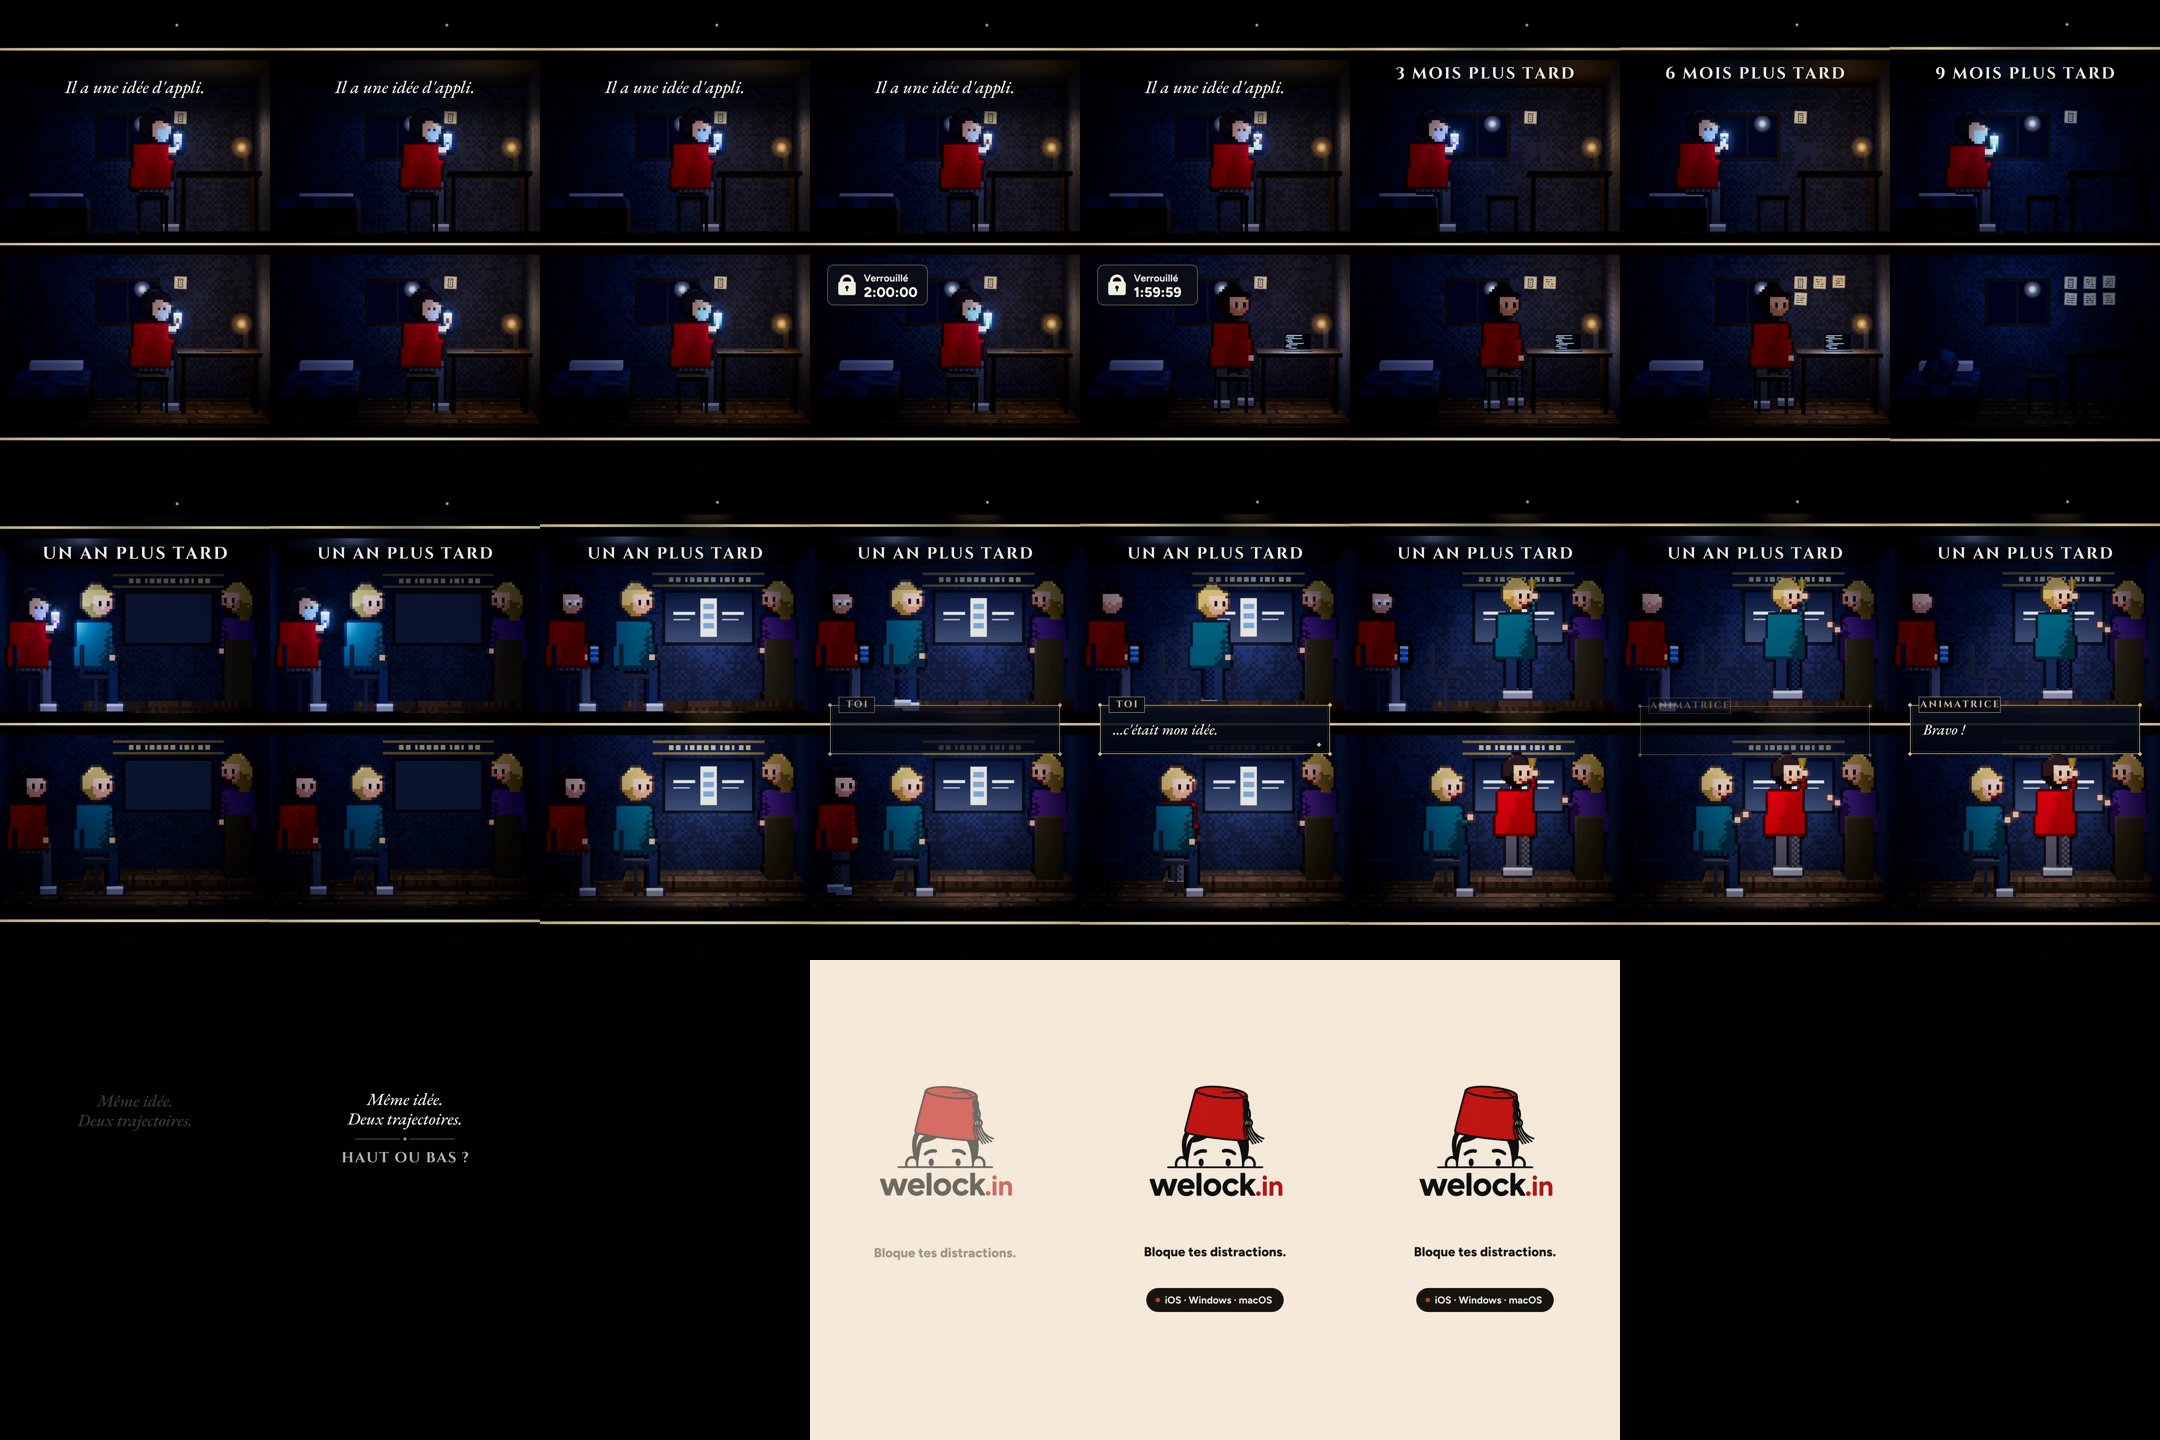 Il a une idée d'appli.
Il a une idée d'appli.
Il a une idée d'appli.
Il a une idée d'appli.
Il a une idée d'appli.
3 MOIS PLUS TARD
6 MOIS PLUS TARD
9 MOIS PLUS TARD
Verrouillé
2:00:00
Verrouillé
1:59:59
UN AN PLUS TARD
UN AN PLUS TARD
UN AN PLUS TARD
UN AN PLUS TARD
UN AN PLUS TARD
UN AN PLUS TARD
UN AN PLUS TARD
UN AN PLUS TARD
TOI
TOI
...c'était mon idée.
ANIMATRICE
ANIMATRICE
Bravo !
Même idée.
Deux trajectoires.
Même idée.
Deux trajectoires.
HAUT OU BAS ?
welock.in
Bloque tes distractions.
welock.in
Bloque tes distractions.
iOS · Windows · macOS
welock.in
Bloque tes distractions.
iOS · Windows · macOS